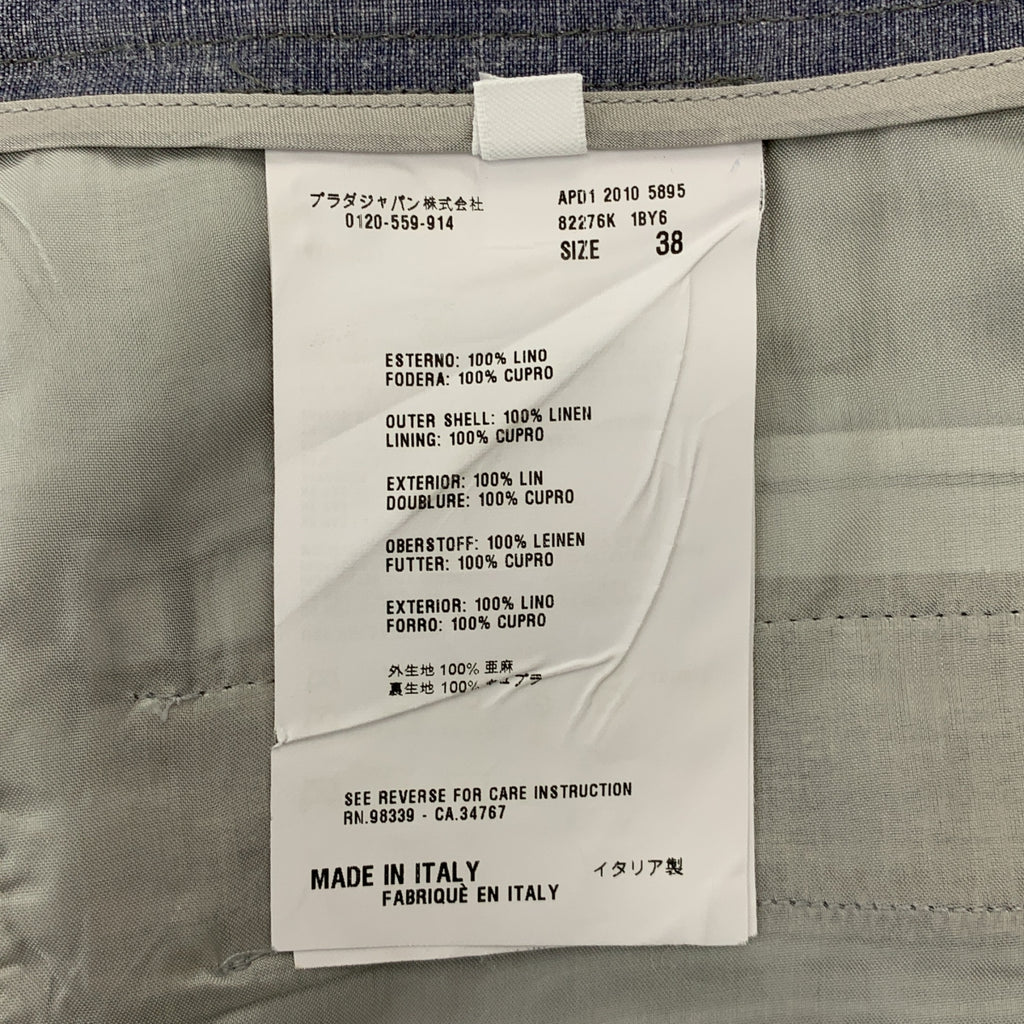 プラダジャパン株式会社
0120-559-914
APD1 2010 5895
82276K 1BY6
SIZE 38
ESTERNO: 100% LINO
FODERA: 100% CUPRO
OUTER SHELL: 100% LINEN
LINING: 100% CUPRO
EXTERIOR: 100% LIN
DOUBLURE: 100% CUPRO
OBERSTOFF: 100% LEINEN
FUTTER: 100% CUPRO
EXTERIOR: 100% LINO
FORRO: 100% CUPRO
外生地 100% 亜麻
裏生地 100%
SEE REVERSE FOR CARE INSTRUCTION
RN.98339 - CA.34767
MADE IN ITALY
FABRIQUÈ EN ITALY
イタリア製